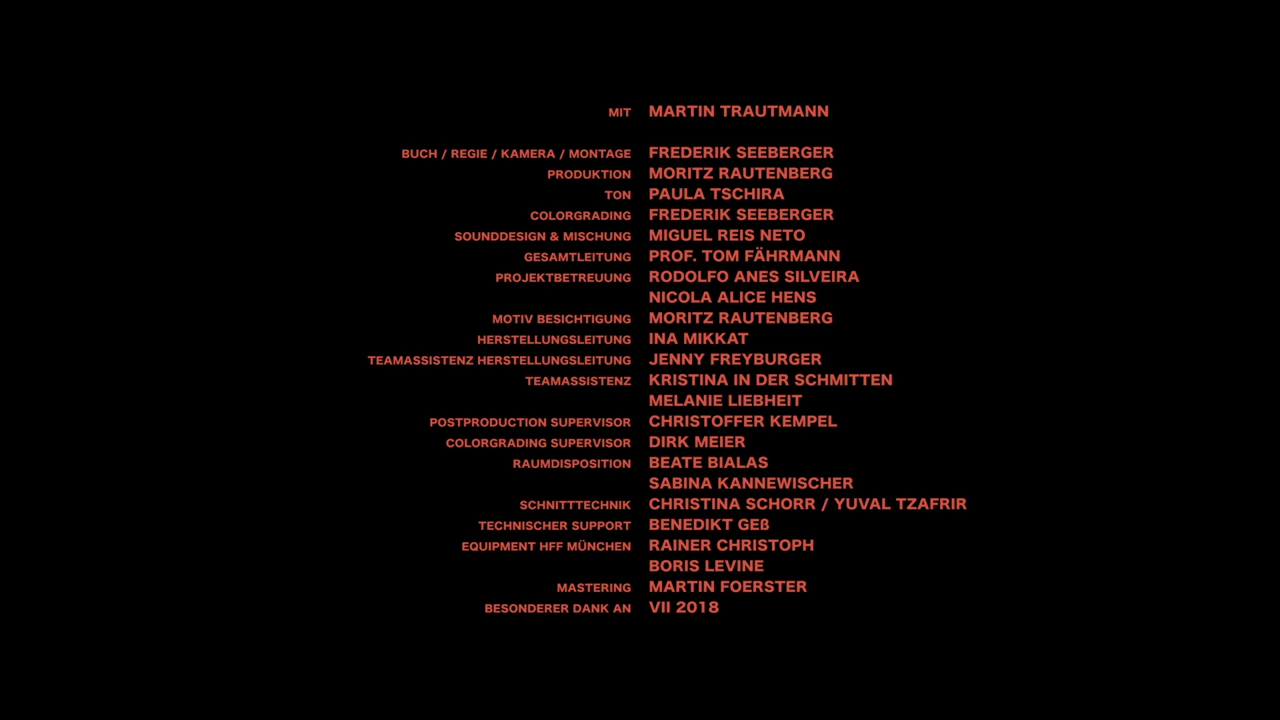 MIT MARTIN TRAUTMANN
BUCH / REGIE / KAMERA / MONTAGE FREDERIK SEEBERGER
PRODUKTION MORITZ RAUTENBERG
TON PAULA TSCHIRA
COLORGRADING FREDERIK SEEBERGER
SOUNDDESIGN & MISCHUNG MIGUEL REIS NETO
GESAMTLEITUNG PROF. TOM FÄHRMANN
PROJEKTBETREUUNG RODOLFO ANES SILVEIRA
NICOLA ALICE HENS
MOTIV BESICHTIGUNG MORITZ RAUTENBERG
HERSTELLUNGSLEITUNG INA MIKKAT
TEAMASSISTENZ HERSTELLUNGSLEITUNG JENNY FREYBURGER
TEAMASSISTENZ KRISTINA IN DER SCHMITTEN
MELANIE LIEBHEIT
POSTPRODUCTION SUPERVISOR CHRISTOFFER KEMPEL
COLORGRADING SUPERVISOR DIRK MEIER
RAUMDISPOSITION BEATE BIALAS
SABINA KANNEWISCHER
SCHNITTTECHNIK CHRISTINA SCHORR / YUVAL TZAFRIR
TECHNISCHER SUPPORT BENEDIKT GEß
EQUIPMENT HFF MÜNCHEN RAINER CHRISTOPH
BORIS LEVINE
MASTERING MARTIN FOERSTER
BESONDERER DANK AN VII 2018